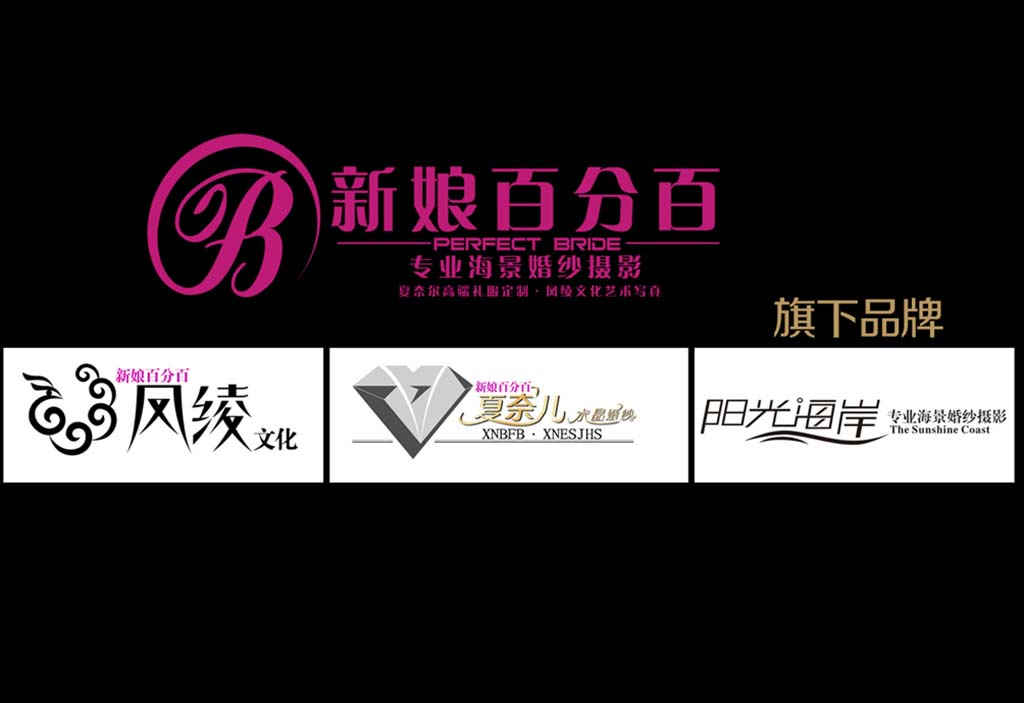 B
新娘百分百
PERFECT BRIDE
专业海景婚纱摄影
夏奈尔高端礼服定制·风绫文化艺术写真
旗下品牌
新娘百分百
风绫文化
新娘百分百
夏奈儿 水晶婚纱
XNBFB · XNESJHS
阳光海岸 专业海景婚纱摄影
The Sunshine Coast